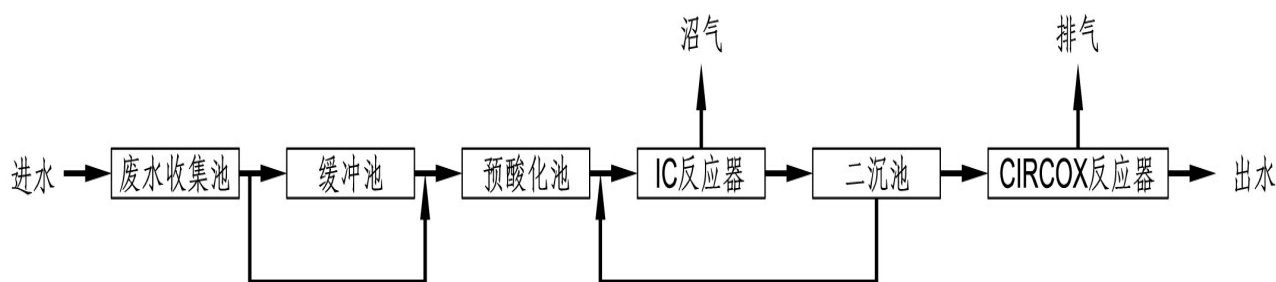 沼气
排气
进水
废水收集池
缓冲池
预酸化池
IC反应器
二沉池
CIRCOX反应器
出水